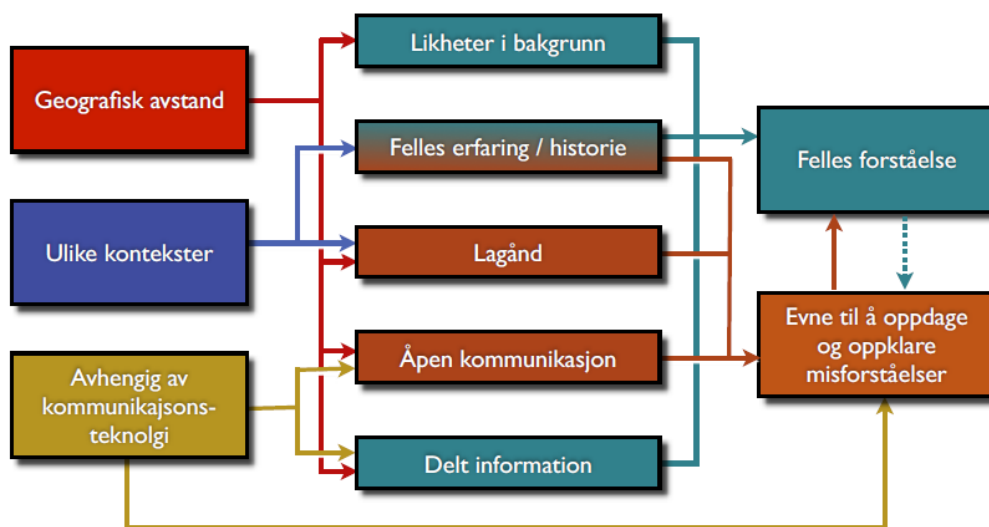 Geografisk avstand
Ulike kontekster
Avhengig av
kommunikajsons-
teknolgi
Likheter i bakgrunn
Felles erfaring / historie
Lagånd
Åpen kommunikasjon
Delt information
Felles forståelse
Evne til å oppdage
og oppklare
misforståelser